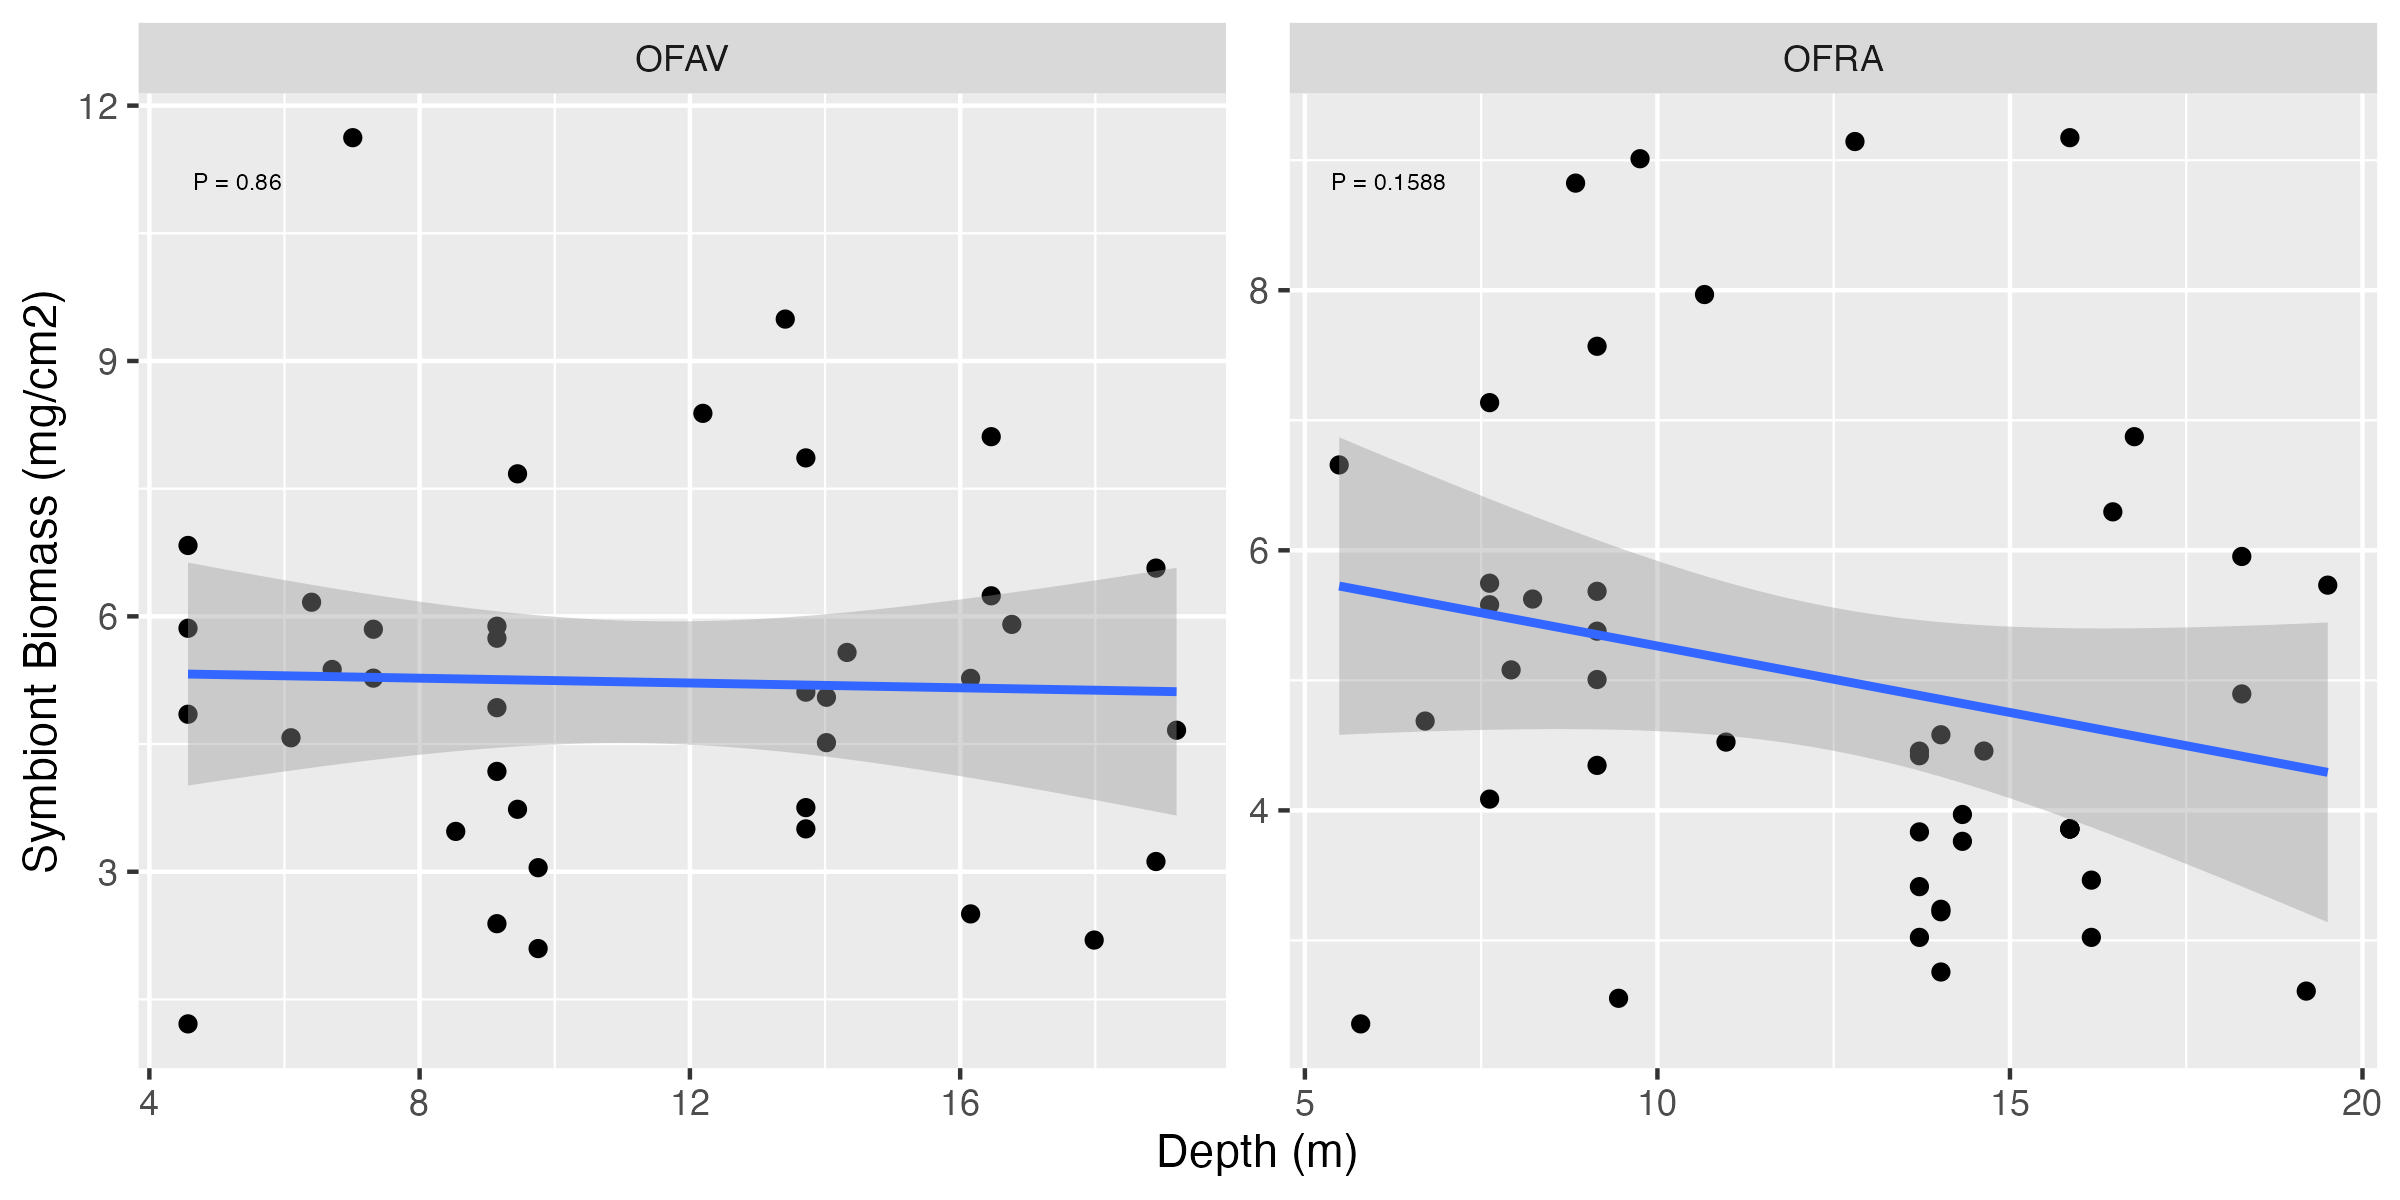 OFAV
OFRA
P = 0.86
P = 0.1588
Symbiont Biomass (mg/cm2)
12
9
6
3
8
6
4
4
8
12
16
5
10
15
20
Depth (m)